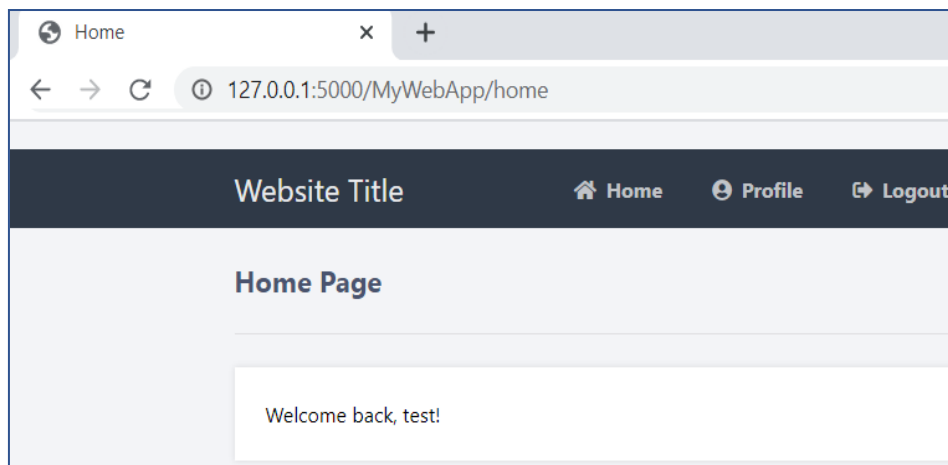 Home
127.0.0.1:5000/MyWebApp/home
Website Title Home Profile Logout
Home Page
Welcome back, test!